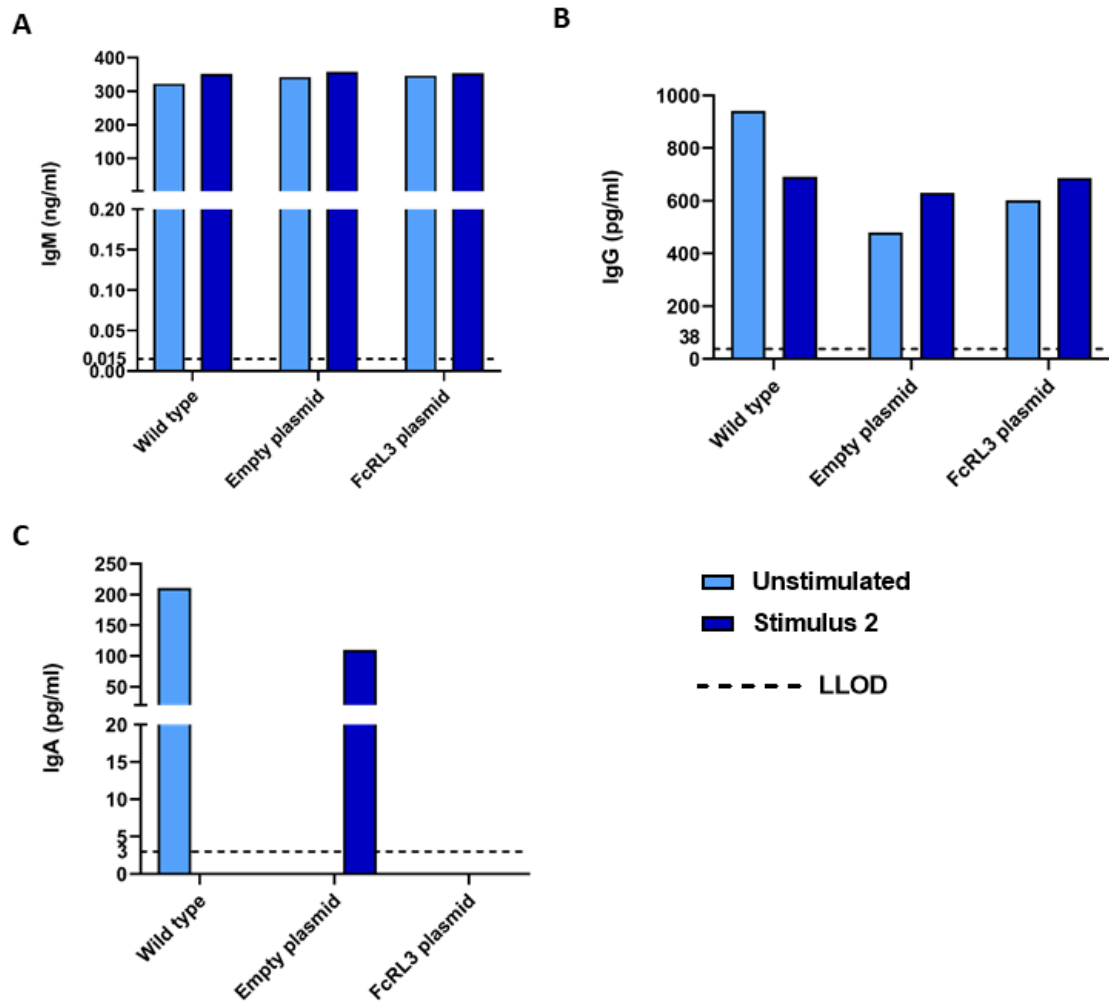 A
IgM (ng/ml)
400
300
200
100
0.20
0.15
0.10
0.05
0.015
0.00
Wild type
Empty plasmid
FcRL3 plasmid
B
IgG (pg/ml)
1000
800
600
400
200
38
0
Wild type
Empty plasmid
FcRL3 plasmid
C
IgA (pg/ml)
250
200
150
100
50
20
15
10
5
3
0
Wild type
Empty plasmid
FcRL3 plasmid
Unstimulated
Stimulus 2
LLOD